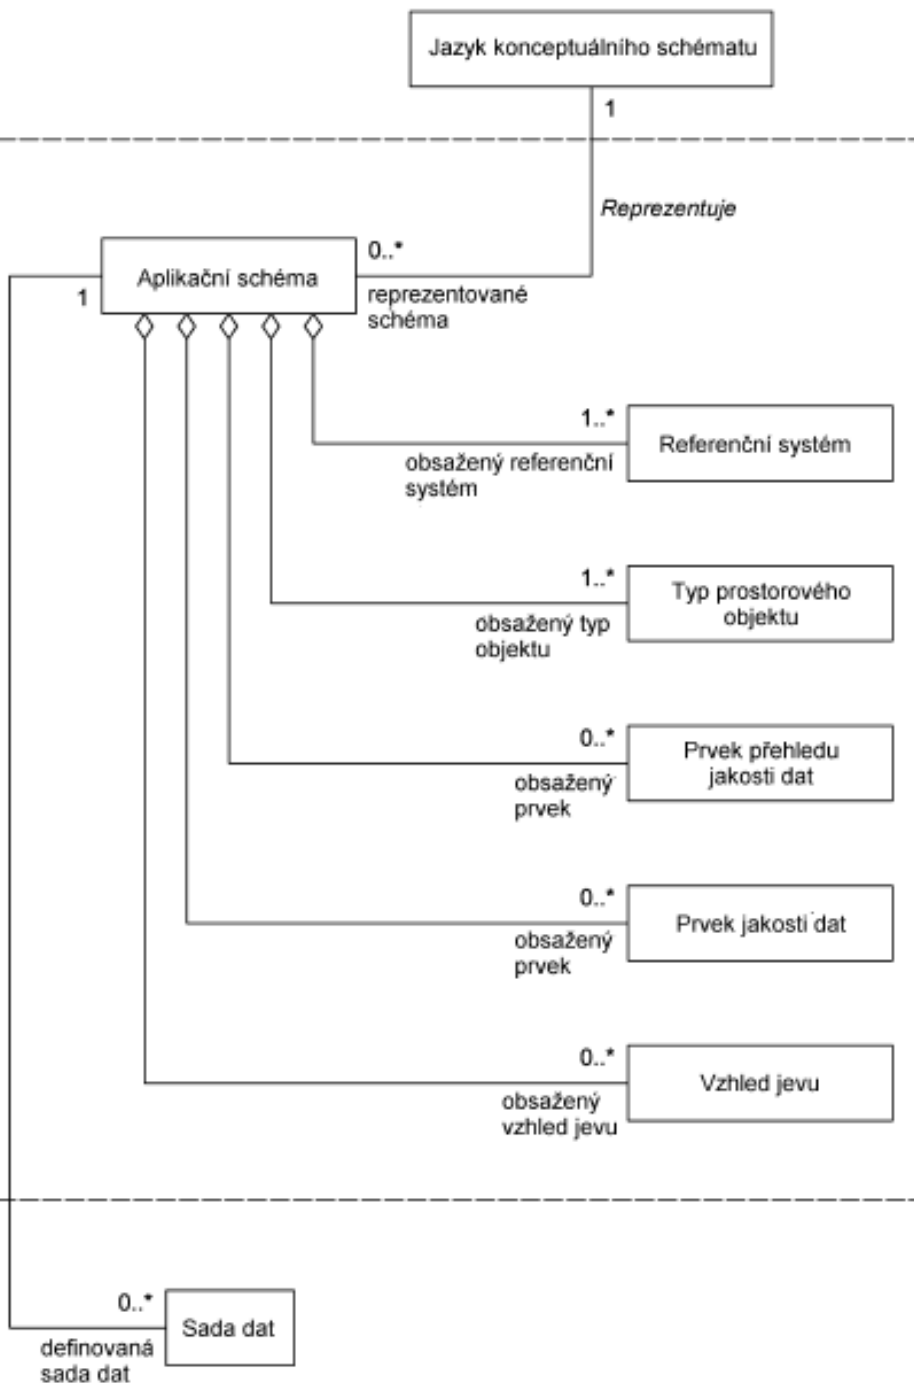 Jazyk konceptuálního schématu
1
Reprezentuje
0..*
Aplikační schéma
1
reprezentované
schéma
1..*
Referenční systém
obsažený referenční
systém
1..*
Typ prostorového
objektu
obsažený typ
objektu
0..*
Prvek přehledu
jakosti dat
obsažený
prvek
0..*
Prvek jakosti dat
obsažený
prvek
0..*
Vzhled jevu
obsažený
vzhled jevu
0..*
Sada dat
definovaná
sada dat